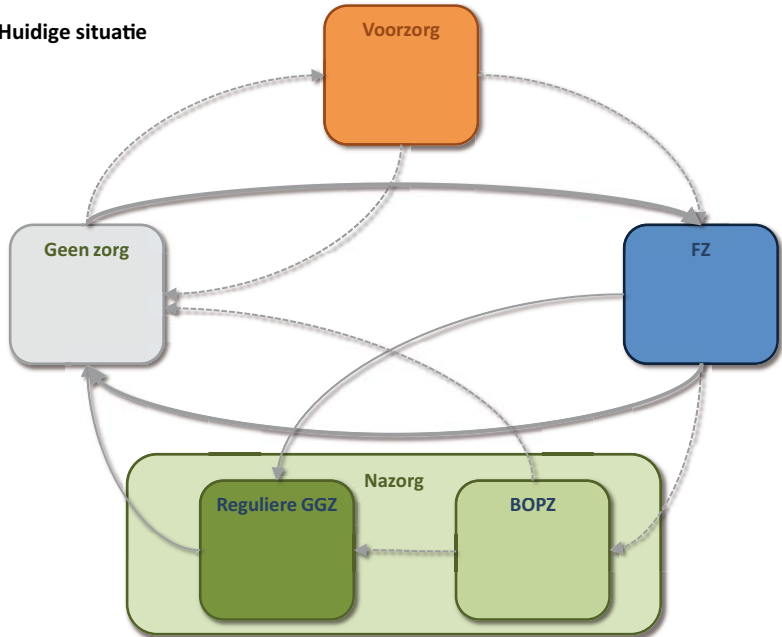 Huidige situatie
Voorzorg
Geen zorg
FZ
Nazorg
Reguliere GGZ
BOPZ